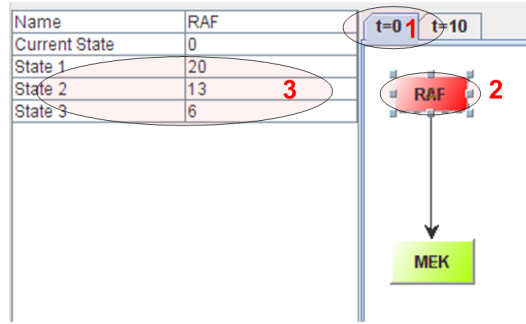 Name RAF
Current State 0
State 1 20
State 2 13 3
State 3 6
t=0 1 t=10
RAF 2
MEK